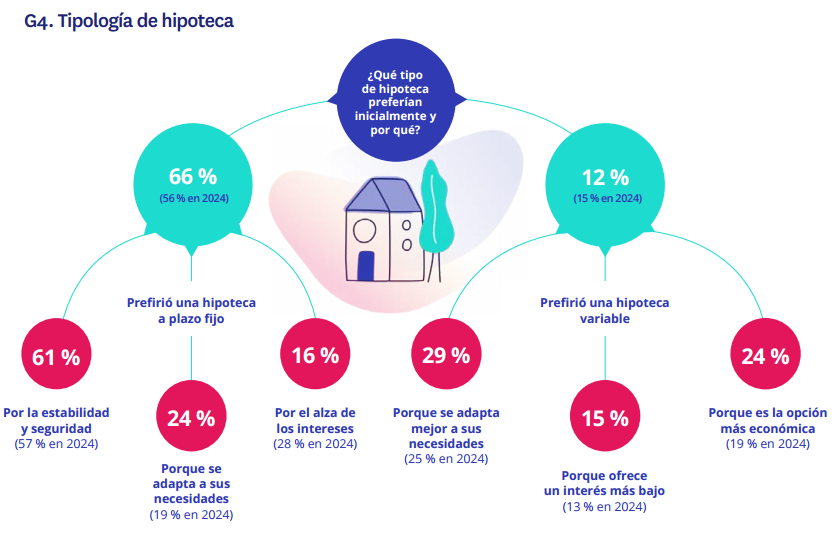 G4. Tipología de hipoteca
¿Qué tipo
de hipoteca
preferían
inicialmente y
por qué?
66 %
(56 % en 2024)
Prefirió una hipoteca
a plazo fijo
61 %
Por la estabilidad
y seguridad
(57 % en 2024)
24 %
Porque se
adapta a sus
necesidades
(19 % en 2024)
16 %
Por el alza de
los intereses
(28 % en 2024)
12 %
(15 % en 2024)
Prefirió una hipoteca
variable
29 %
Porque se adapta
mejor a sus
necesidades
(25 % en 2024)
15 %
Porque ofrece
un interés más bajo
(13 % en 2024)
24 %
Porque es la opción
más económica
(19 % en 2024)